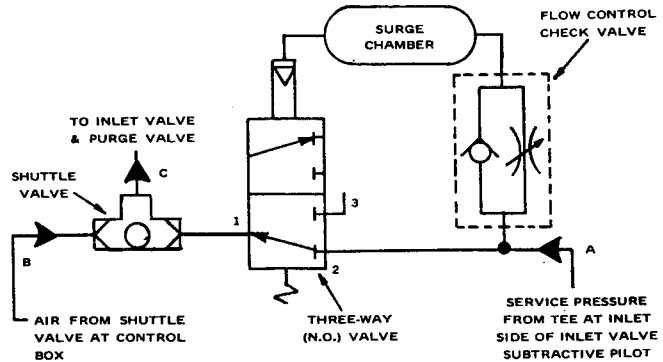 FLOW CONTROL
CHECK VALVE
SURGE
CHAMBER
TO INLET VALVE
& PURGE VALVE
SHUTTLE
VALVE
C
3
1
A
B
2
AIR FROM SHUTTLE
VALVE AT CONTROL
BOX
THREE-WAY
(N.O.) VALVE
SERVICE PRESSURE
FROM TEE AT INLET
SIDE OF INLET VALVE
SUBTRACTIVE PILOT